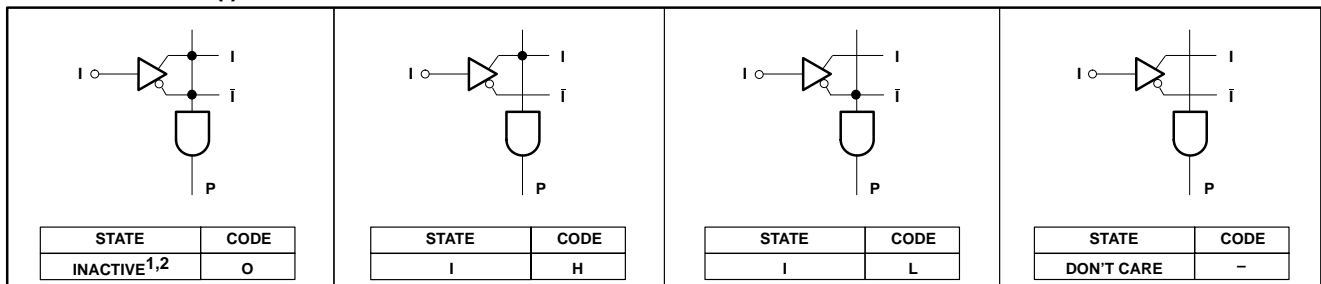 I
I
Ī
P
STATE CODE
INACTIVE1,2 O
I
I
Ī
P
STATE CODE
I H
I
I
Ī
P
STATE CODE
I L
I
I
Ī
P
STATE CODE
DON'T CARE –